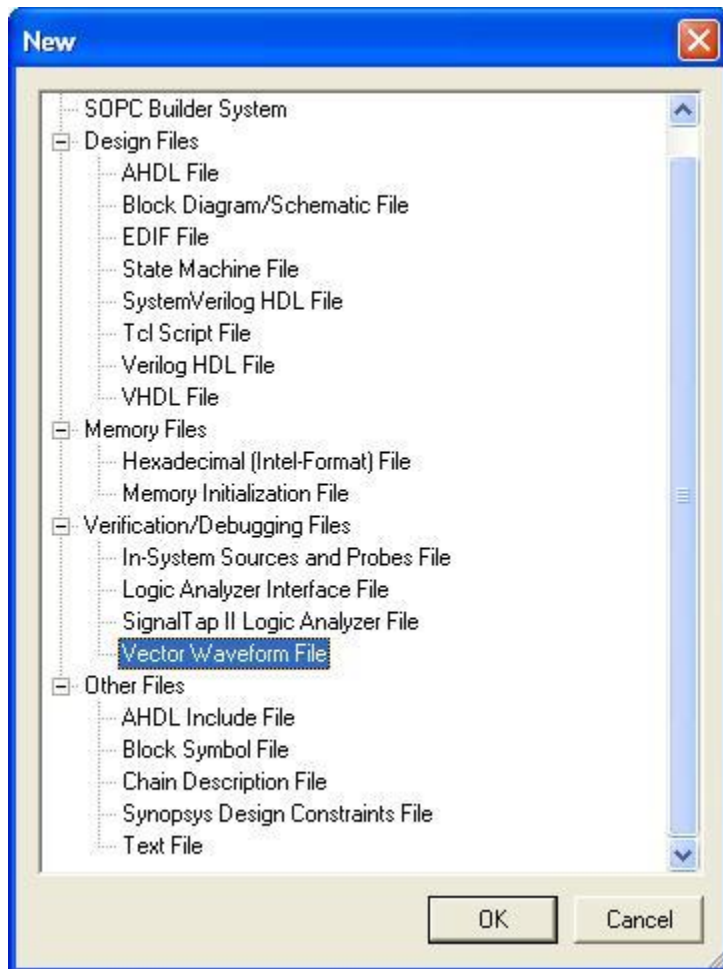 New
SOPC Builder System
Design Files
AHDL File
Block Diagram/Schematic File
EDIF File
State Machine File
SystemVerilog HDL File
Tcl Script File
Verilog HDL File
VHDL File
Memory Files
Hexadecimal (Intel-Format) File
Memory Initialization File
Verification/Debugging Files
In-System Sources and Probes File
Logic Analyzer Interface File
SignalTap II Logic Analyzer File
Vector Waveform File
Other Files
AHDL Include File
Block Symbol File
Chain Description File
Synopsys Design Constraints File
Text File
OK Cancel